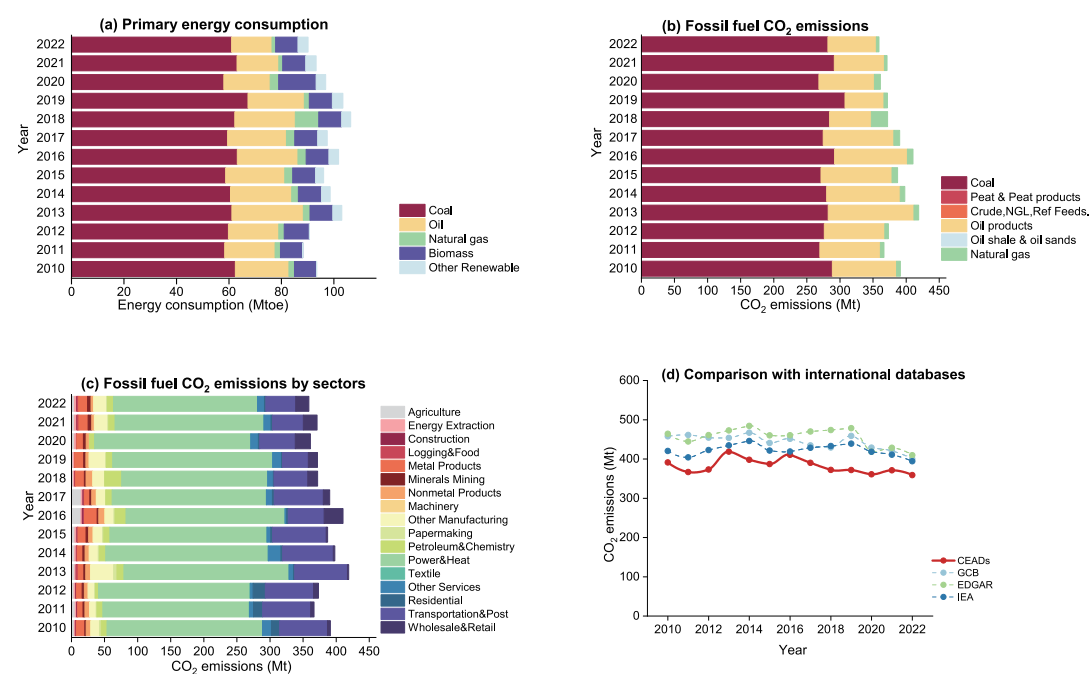 (a) Primary energy consumption
Year
2022
2021
2020
2019
2018
2017
2016
2015
2014
2013
2012
2011
2010
Coal
Oil
Natural gas
Biomass
Other Renewable
0 20 40 60 80 100
Energy consumption (Mtoe)
(b) Fossil fuel CO₂ emissions
Year
2022
2021
2020
2019
2018
2017
2016
2015
2014
2013
2012
2011
2010
Coal
Peat & Peat products
Crude,NGL,Ref Feeds.
Oil products
Oil shale & oil sands
Natural gas
0 50 100 150 200 250 300 350 400 450
CO₂ emissions (Mt)
(c) Fossil fuel CO₂ emissions by sectors
Year
2022
2021
2020
2019
2018
2017
2016
2015
2014
2013
2012
2011
2010
Agriculture
Energy Extraction
Construction
Logging&Food
Metal Products
Minerals Mining
Nonmetal Products
Machinery
Other Manufacturing
Papermaking
Petroleum&Chemistry
Power&Heat
Textile
Other Services
Residential
Transportation&Post
Wholesale&Retail
0 50 100 150 200 250 300 350 400 450
CO₂ emissions (Mt)
(d) Comparison with international databases
CO₂ emissions (Mt)
600
500
400
300
200
100
0
CEADs
GCB
EDGAR
IEA
2010 2012 2014 2016 2018 2020 2022
Year